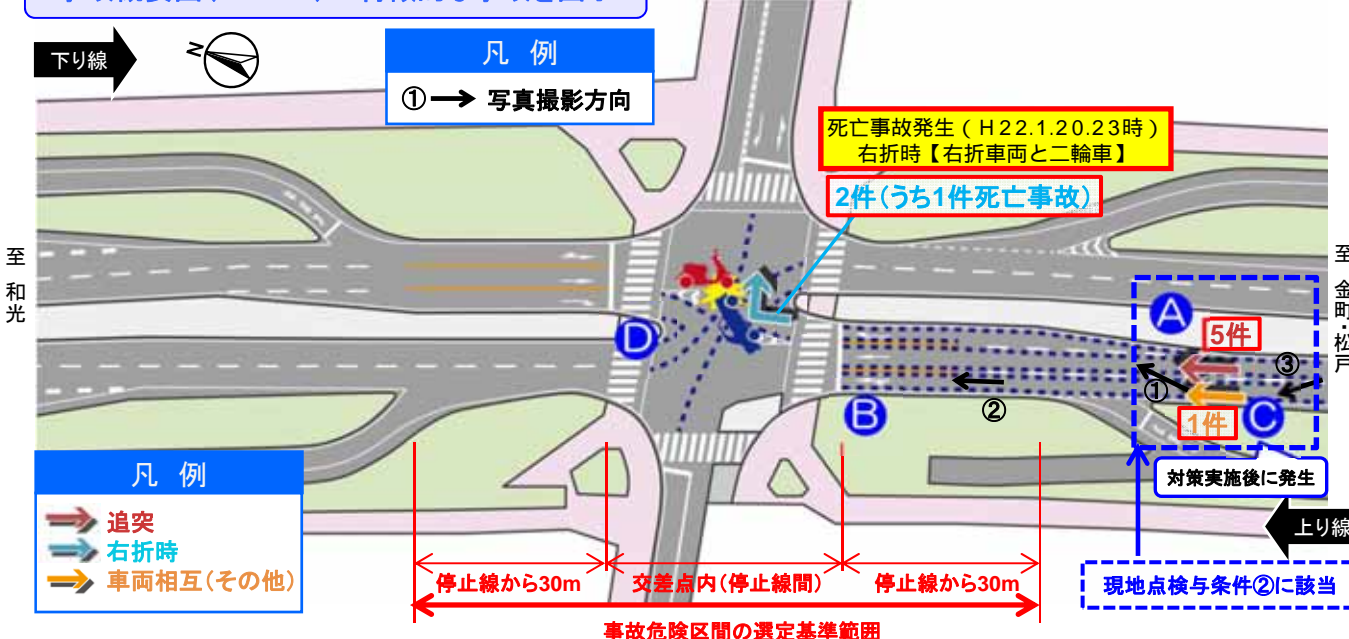 下り線
N
凡 例
①→ 写真撮影方向
死亡事故発生（H22.1.20.23時）
右折時【右折車両と二輪車】
2件(うち1件死亡事故)
至 和光
至 金町・松戸
A
5件
③
①
D
B
②
1件
C
対策実施後に発生
上り線
凡 例
追突
右折時
車両相互(その他)
停止線から30m
交差点内(停止線間)
停止線から30m
現地点検与条件②に該当
事故危険区間の選定基準範囲